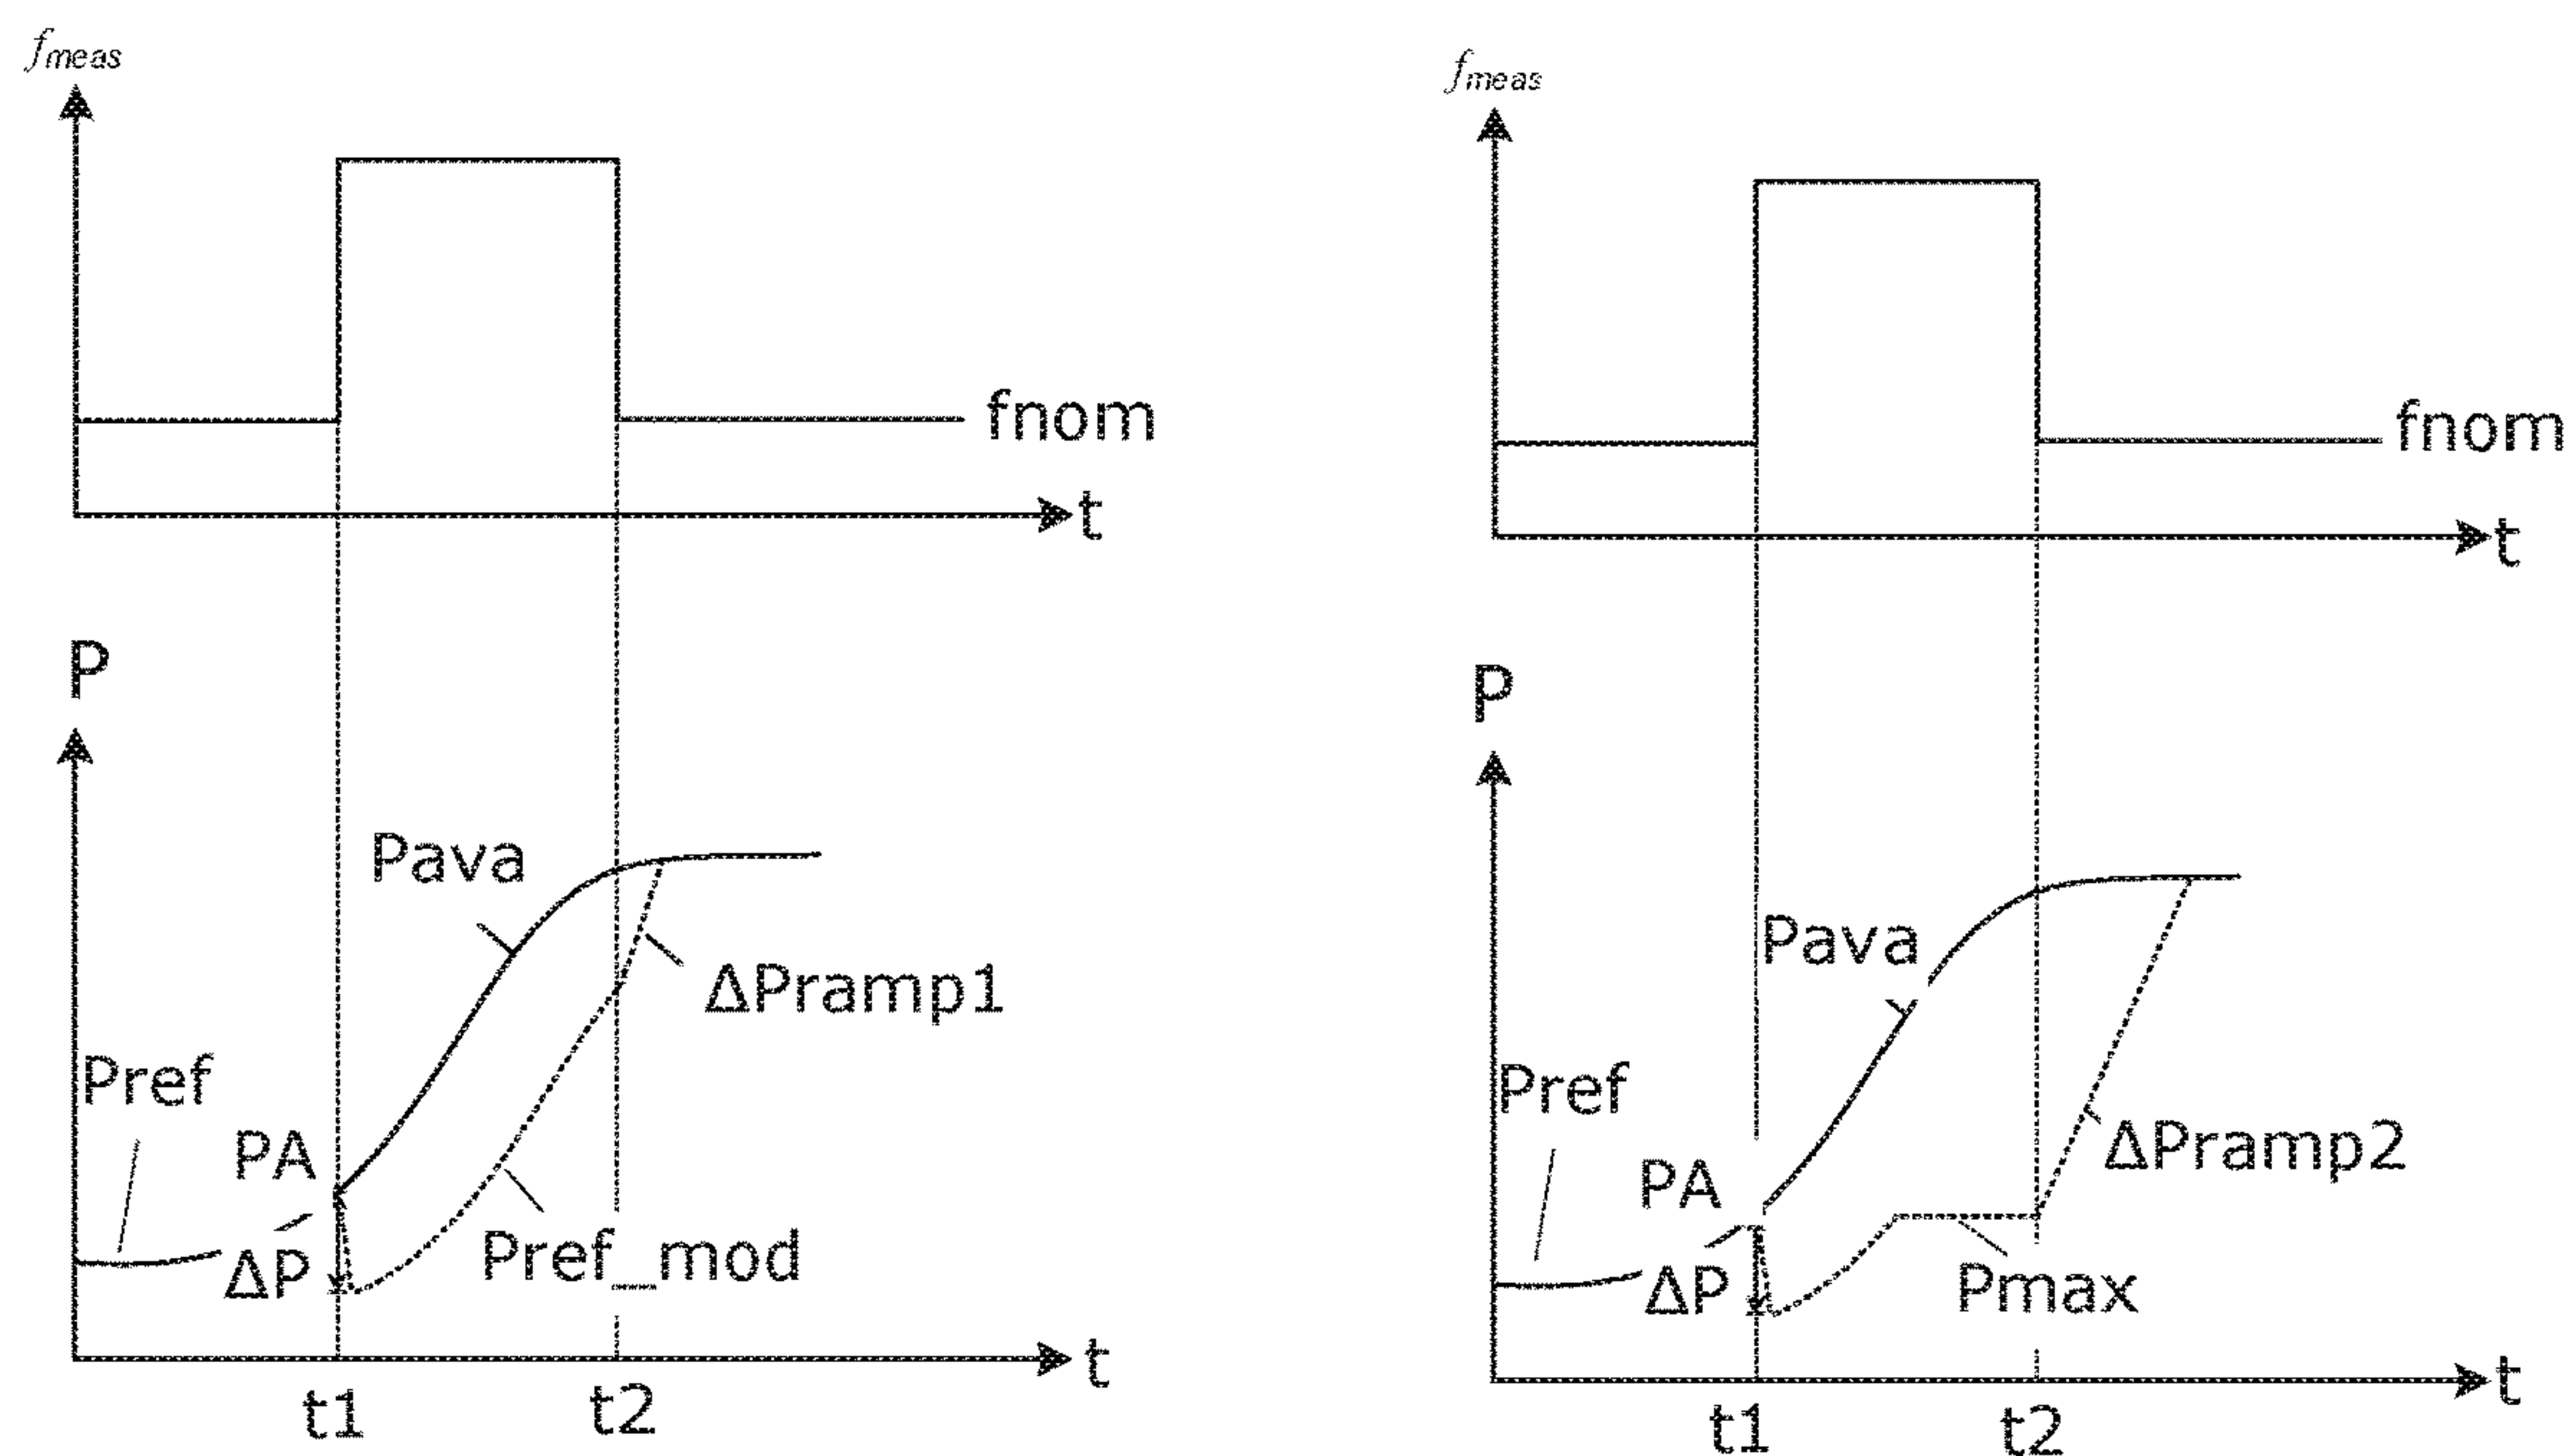 fmeas
fnom
t
P
Pava
ΔPramp1
Pref
PA
ΔP
Pref_mod
t
t1
t2
fmeas
fnom
t
P
Pava
Pref
ΔPramp2
PA
ΔP
Pmax
t
t1
t2